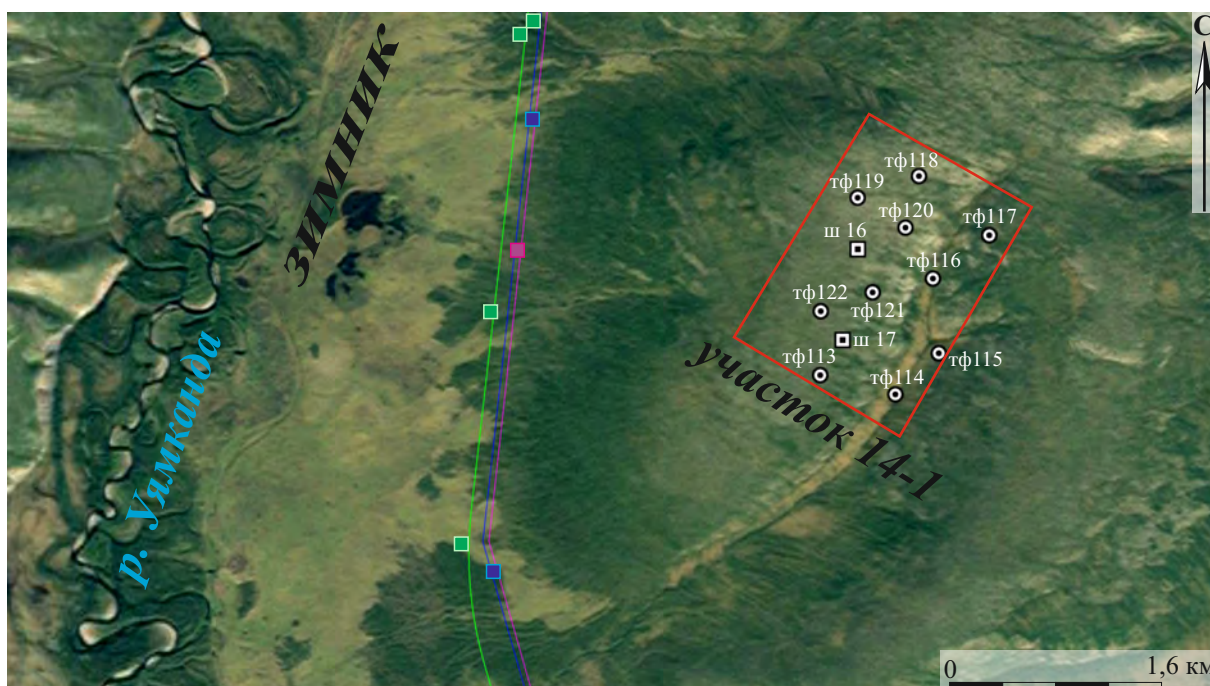 С
ЗИМНИК
тф118
тф119
тф120
тф117
ш 16
тф116
тф122
тф121
ш 17
тф115
тф113
тф114
р. Уямканда
участок 14-1
0 1,6 км